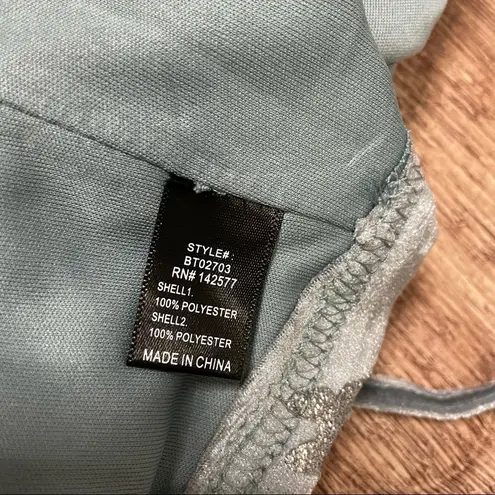 STYLE#:
BT02703
RN# 142577
SHELL1.
100% POLYESTER
SHELL2.
100% POLYESTER
MADE IN CHINA